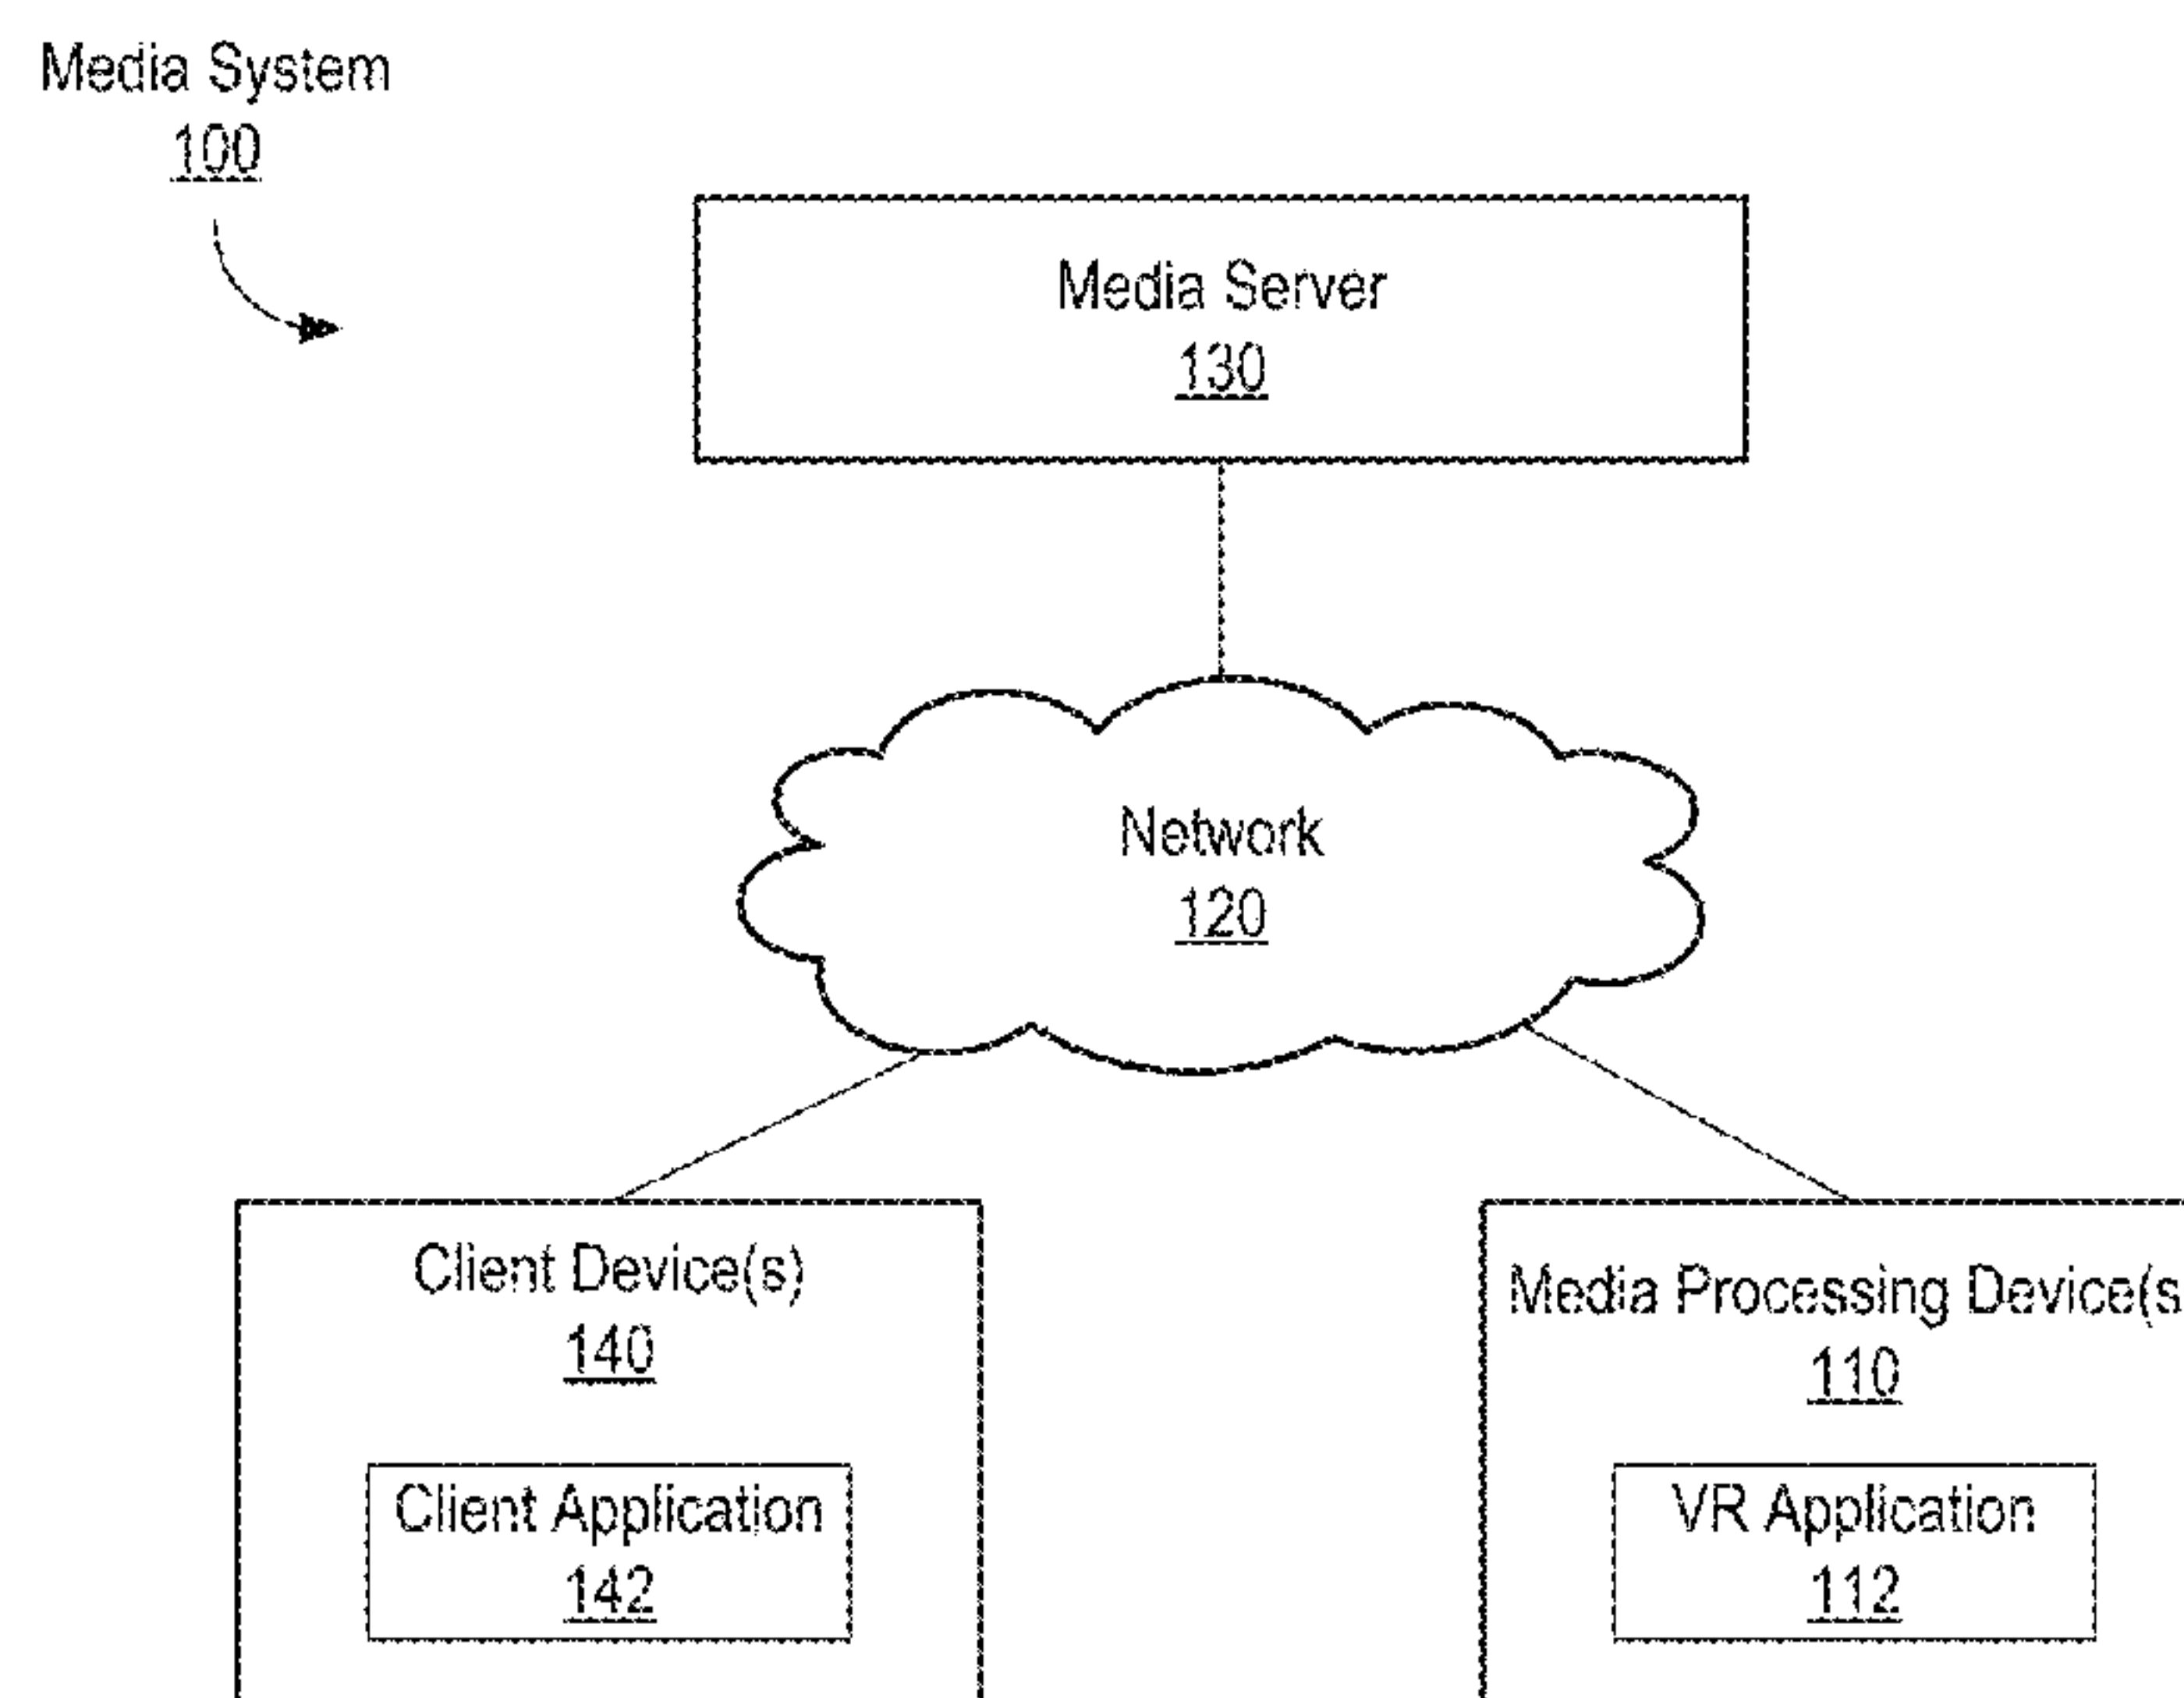 Media System
100
Media Server
130
Network
120
Client Device(s)
140
Client Application
142
Media Processing Device(s
110
VR Application
112